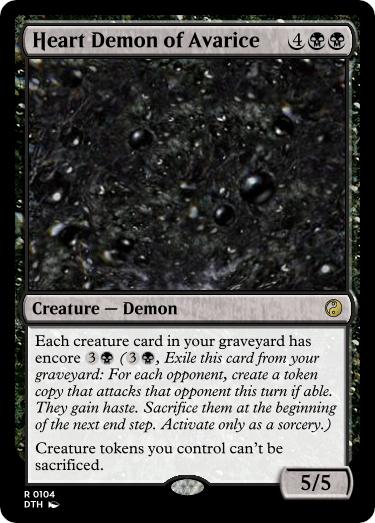 Heart Demon of Avarice 4
Creature — Demon
Each creature card in your graveyard has
encore 3 (3, Exile this card from your
graveyard: For each opponent, create a token
copy that attacks that opponent this turn if able.
They gain haste. Sacrifice them at the beginning
of the next end step. Activate only as a sorcery.)
Creature tokens you control can't be
sacrificed.
5/5
R 0104
DTH